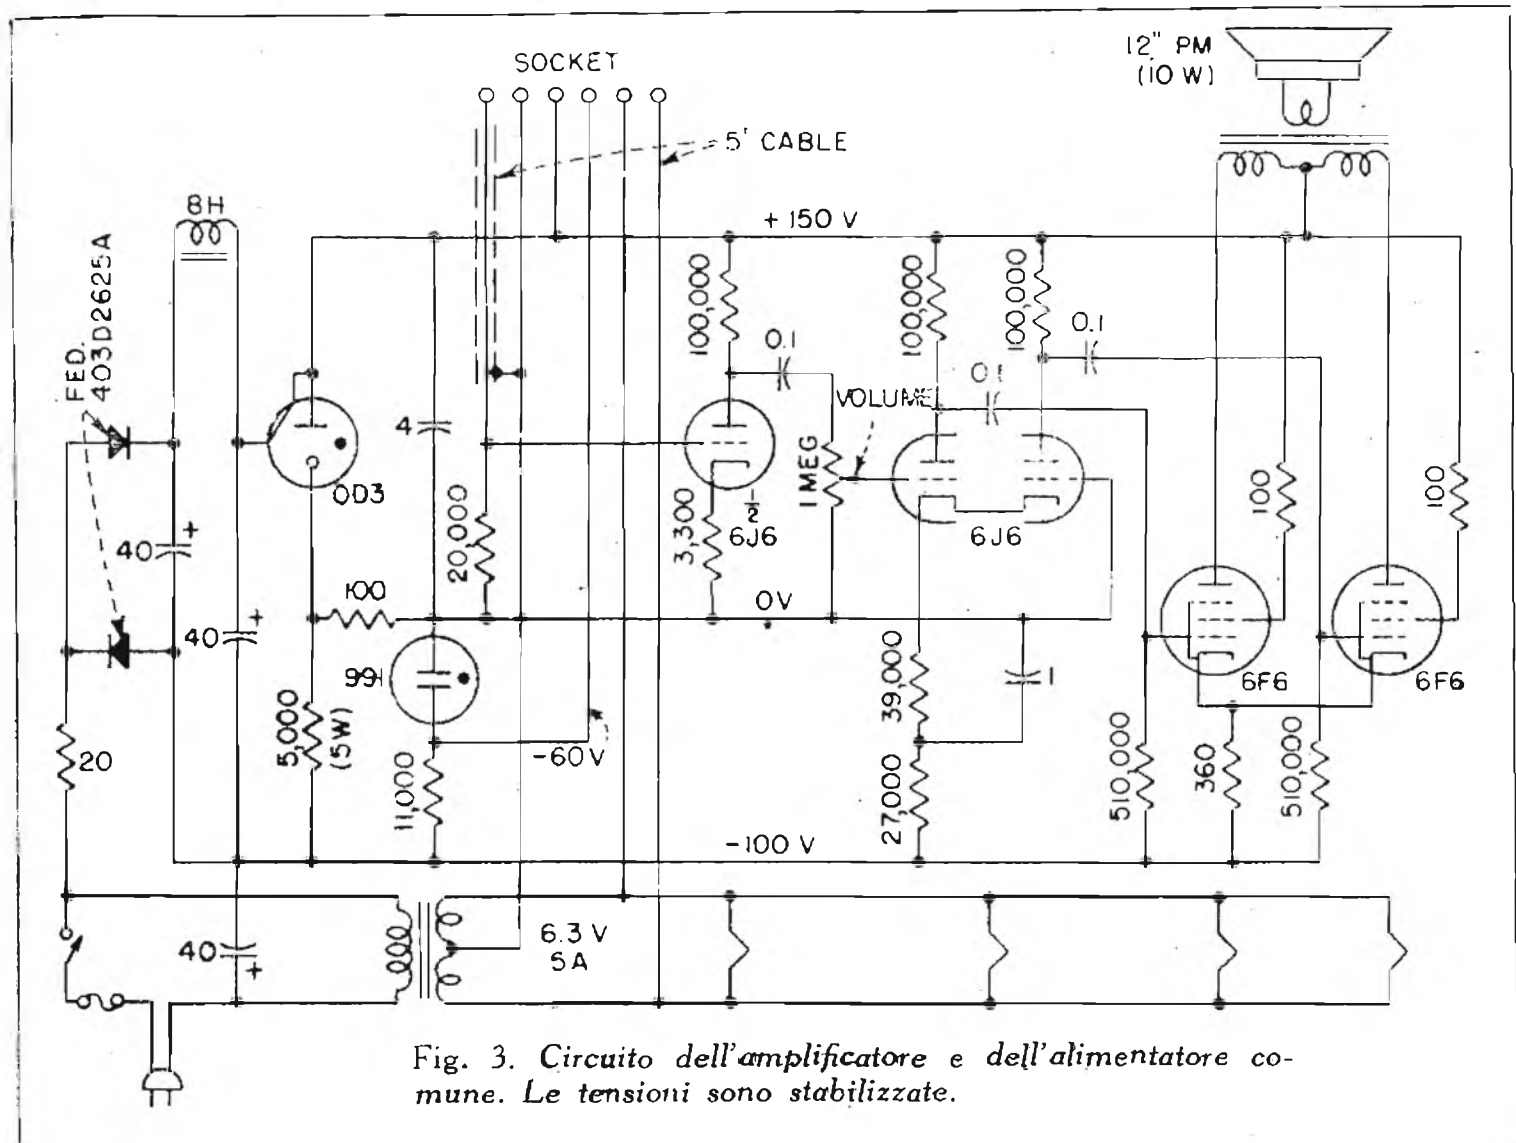 SOCKET
12" PM
(10 W)
5' CABLE
8H
+ 150 V
FED.
403D2625A
100,000
100,000
100,000
0.1
0.1
0.1
VOLUME
4
OD3
1 MEG
1/2
6J6
6J6
100
100
40
+
20,000
3,300
100
0V
40
+
991
39,000
1
6F6
6F6
20
5,000
(5W)
-60V
11,000
27,000
510,000
360
510,000
-100 V
40
+
6.3 V
5A
Fig. 3. Circuito dell'amplificatore e dell'alimentatore co-
mune. Le tensioni sono stabilizzate.